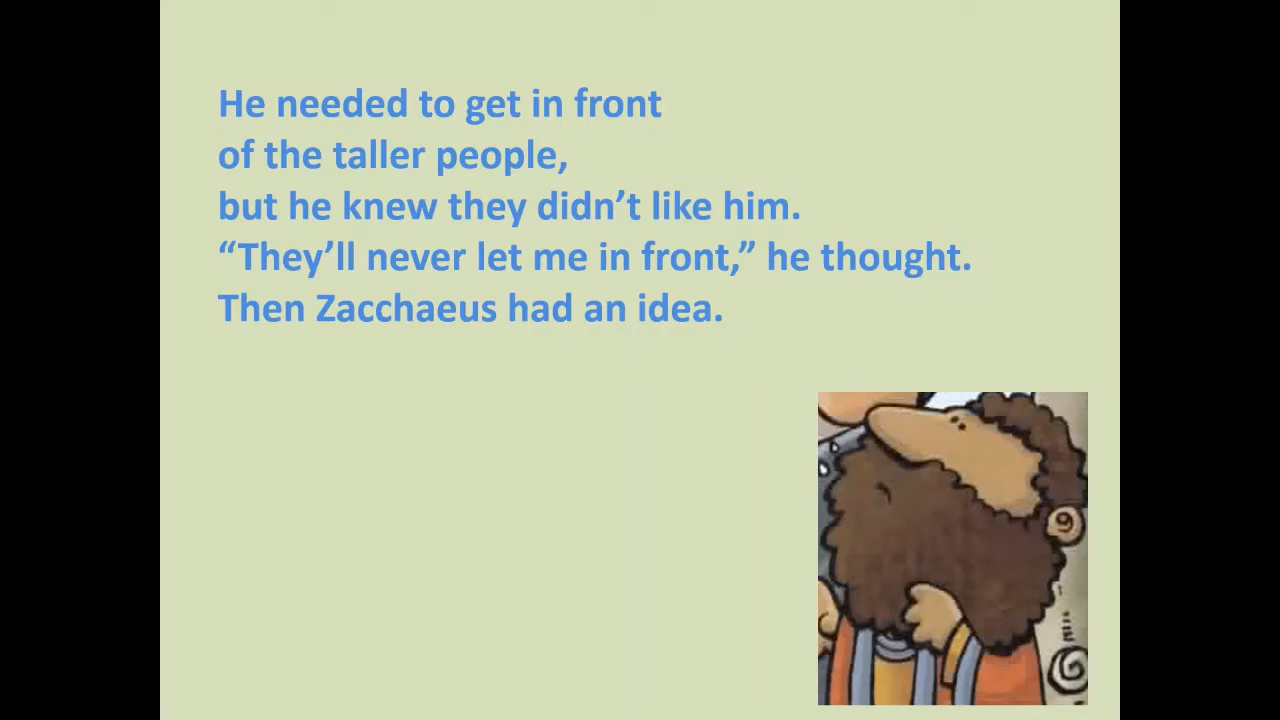 He needed to get in front
of the taller people,
but he knew they didn’t like him.
“They’ll never let me in front,” he thought.
Then Zacchaeus had an idea.